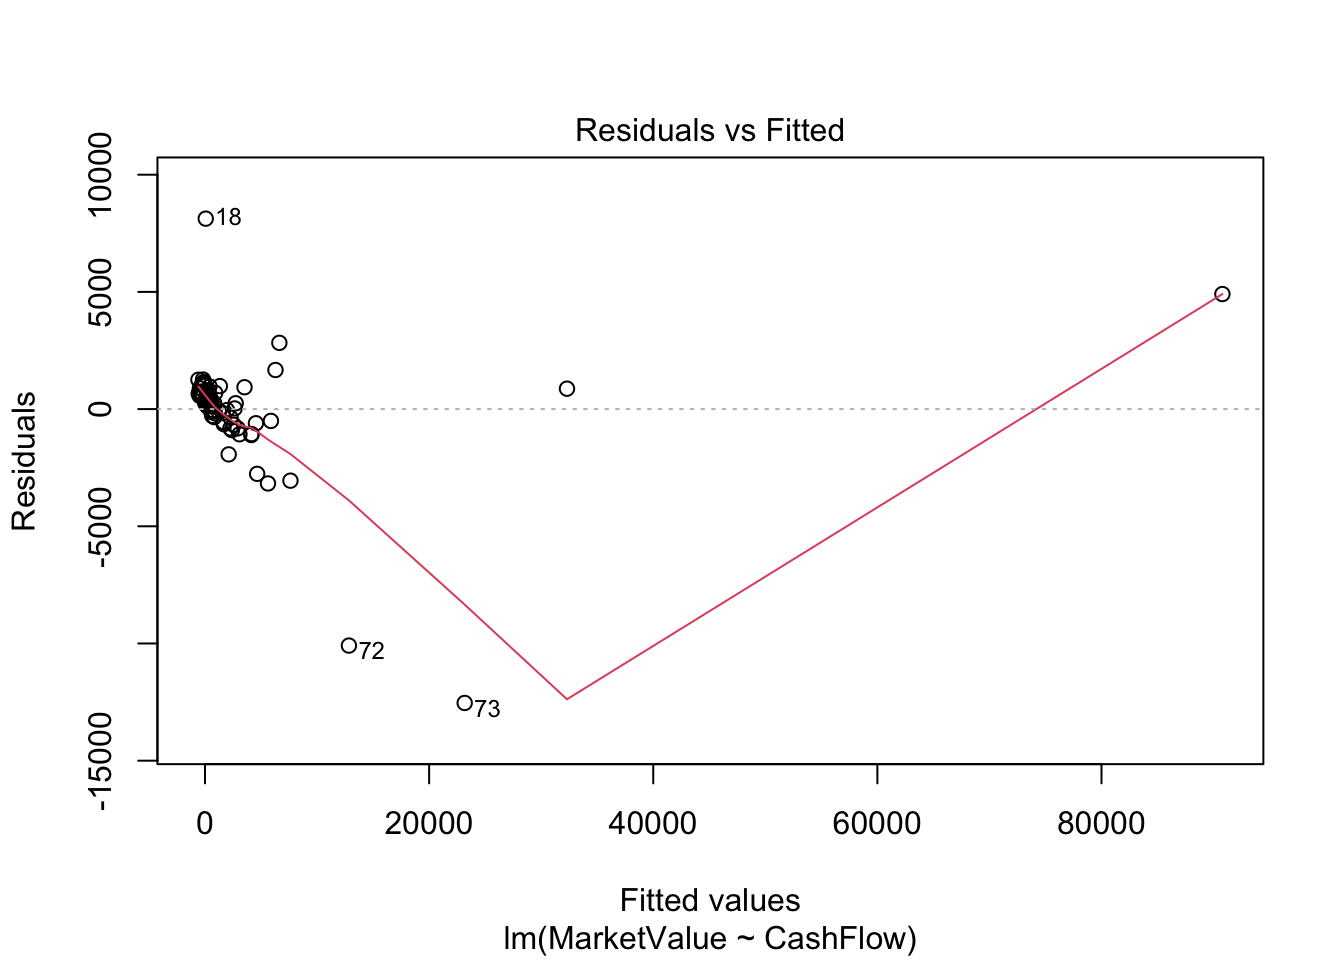 Residuals vs Fitted
Residuals
10000
5000
0
-5000
-15000
18
72
73
0 20000 40000 60000 80000
Fitted values
lm(MarketValue ~ CashFlow)